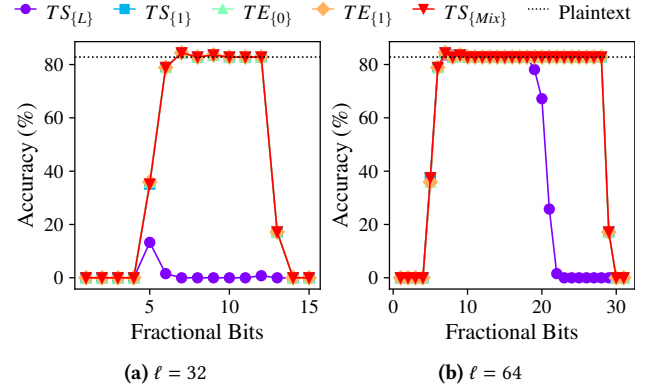 TS{L} TS{1} TE{0} TE{1} TS{Mix} Plaintext
80
60
40
20
0
Accuracy (%)
5 10 15
Fractional Bits
(a) ℓ = 32
80
60
40
20
0
Accuracy (%)
0 10 20 30
Fractional Bits
(b) ℓ = 64